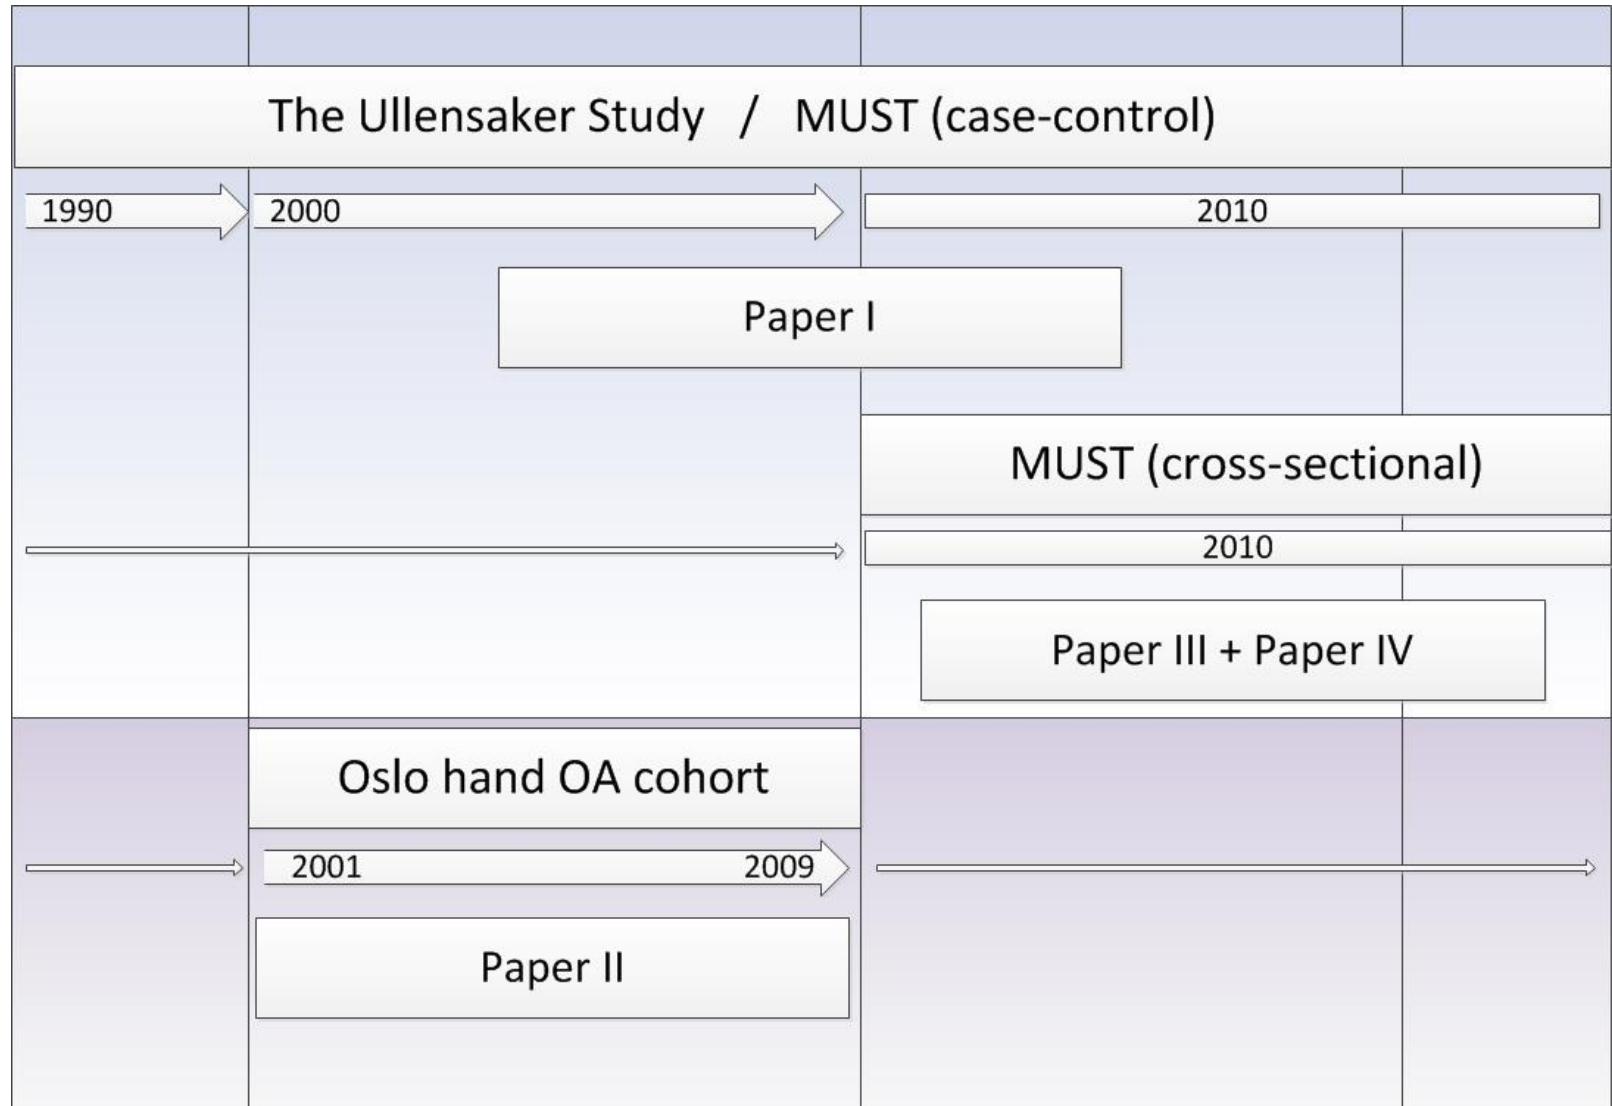 The Ullensaker Study / MUST (case-control)
1990
2000
2010
Paper I
MUST (cross-sectional)
2010
Paper III + Paper IV
Oslo hand OA cohort
2001
2009
Paper II